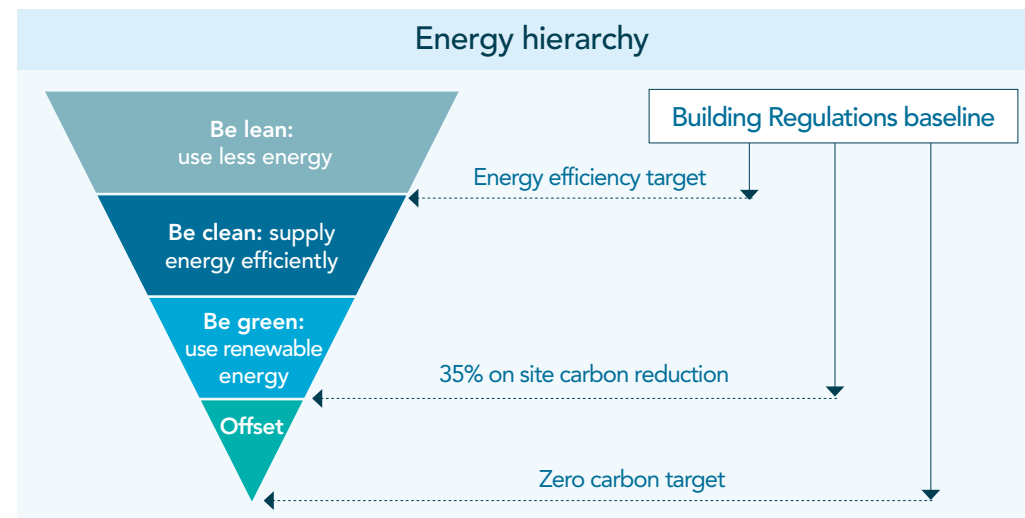 Energy hierarchy
Be lean:
use less energy
Building Regulations baseline
Energy efficiency target
Be clean: supply
energy efficiently
Be green:
use renewable
energy
35% on site carbon reduction
Offset
Zero carbon target